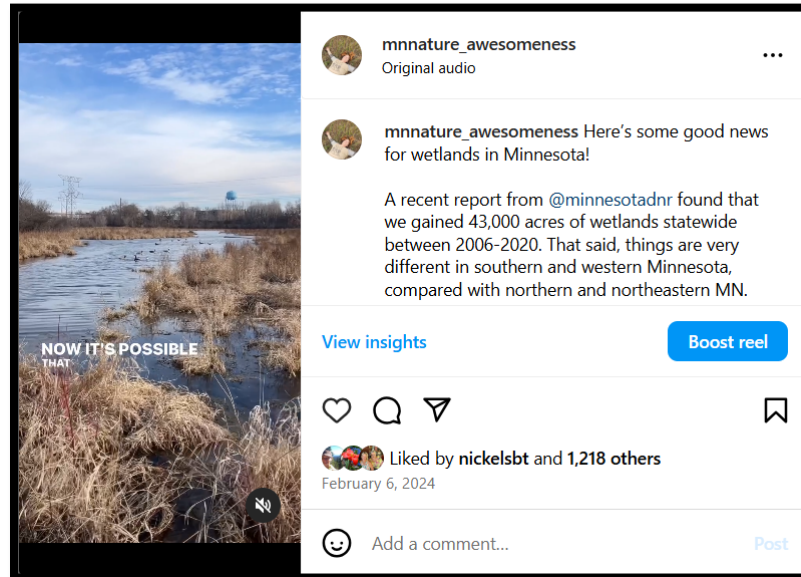 mnnature_awesomeness
Original audio
mnnature_awesomeness Here's some good news
for wetlands in Minnesota!
A recent report from @minnesotadnr found that
we gained 43,000 acres of wetlands statewide
between 2006-2020. That said, things are very
different in southern and western Minnesota,
compared with northern and northeastern MN.
NOW IT'S POSSIBLE
THAT
View insights
Boost reel
Liked by nickelsbt and 1,218 others
February 6, 2024
Add a comment...
Post